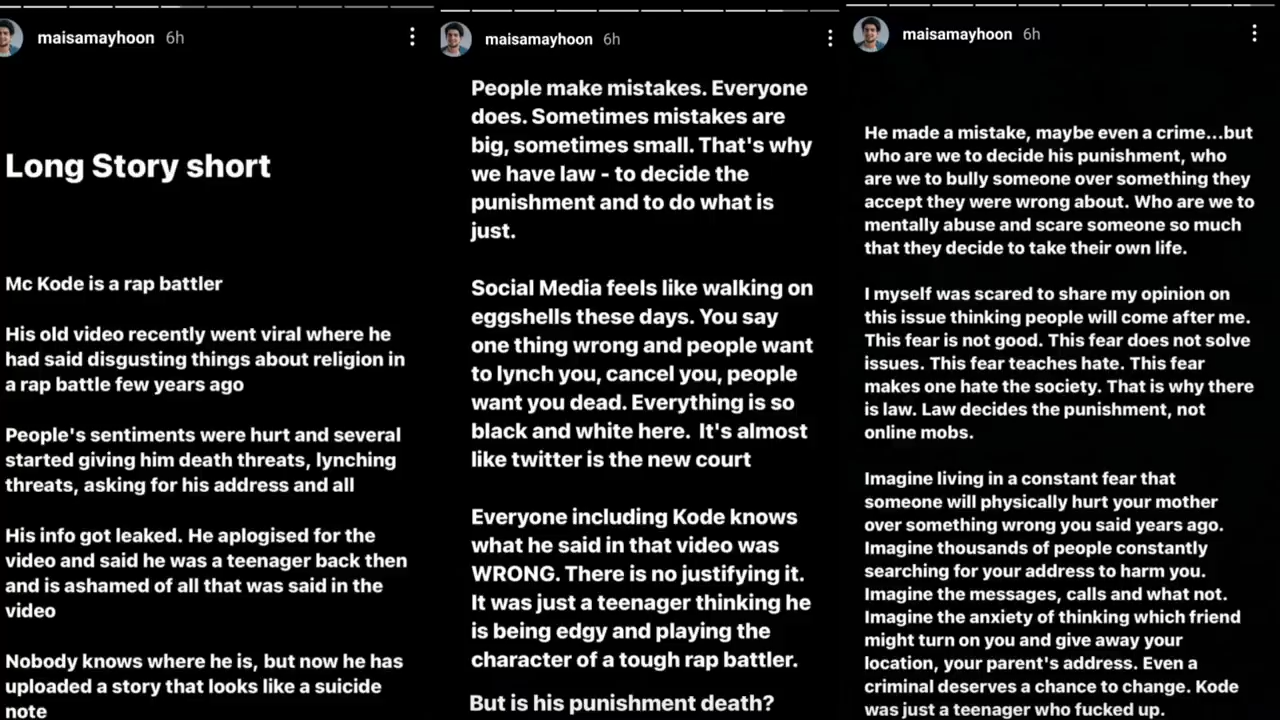 maisamayhoon 6h
Long Story short
Mc Kode is a rap battler
His old video recently went viral where he
had said disgusting things about religion in
a rap battle few years ago
People's sentiments were hurt and several
started giving him death threats, lynching
threats, asking for his address and all
His info got leaked. He aplogised for the
video and said he was a teenager back then
and is ashamed of all that was said in the
video
Nobody knows where he is, but now he has
uploaded a story that looks like a suicide
note
maisamayhoon 6h
People make mistakes. Everyone
does. Sometimes mistakes are
big, sometimes small. That's why
we have law - to decide the
punishment and to do what is
just.
Social Media feels like walking on
eggshells these days. You say
one thing wrong and people want
to lynch you, cancel you, people
want you dead. Everything is so
black and white here. It's almost
like twitter is the new court
Everyone including Kode knows
what he said in that video was
WRONG. There is no justifying it.
It was just a teenager thinking he
is being edgy and playing the
character of a tough rap battler.
But is his punishment death?
maisamayhoon 6h
He made a mistake, maybe even a crime...but
who are we to decide his punishment, who
are we to bully someone over something they
accept they were wrong about. Who are we to
mentally abuse and scare someone so much
that they decide to take their own life.
I myself was scared to share my opinion on
this issue thinking people will come after me.
This fear is not good. This fear does not solve
issues. This fear teaches hate. This fear
makes one hate the society. That is why there
is law. Law decides the punishment, not
online mobs.
Imagine living in a constant fear that
someone will physically hurt your mother
over something wrong you said years ago.
Imagine thousands of people constantly
searching for your address to harm you.
Imagine the messages, calls and what not.
Imagine the anxiety of thinking which friend
might turn on you and give away your
location, your parent's address. Even a
criminal deserves a chance to change. Kode
was just a teenager who fucked up.